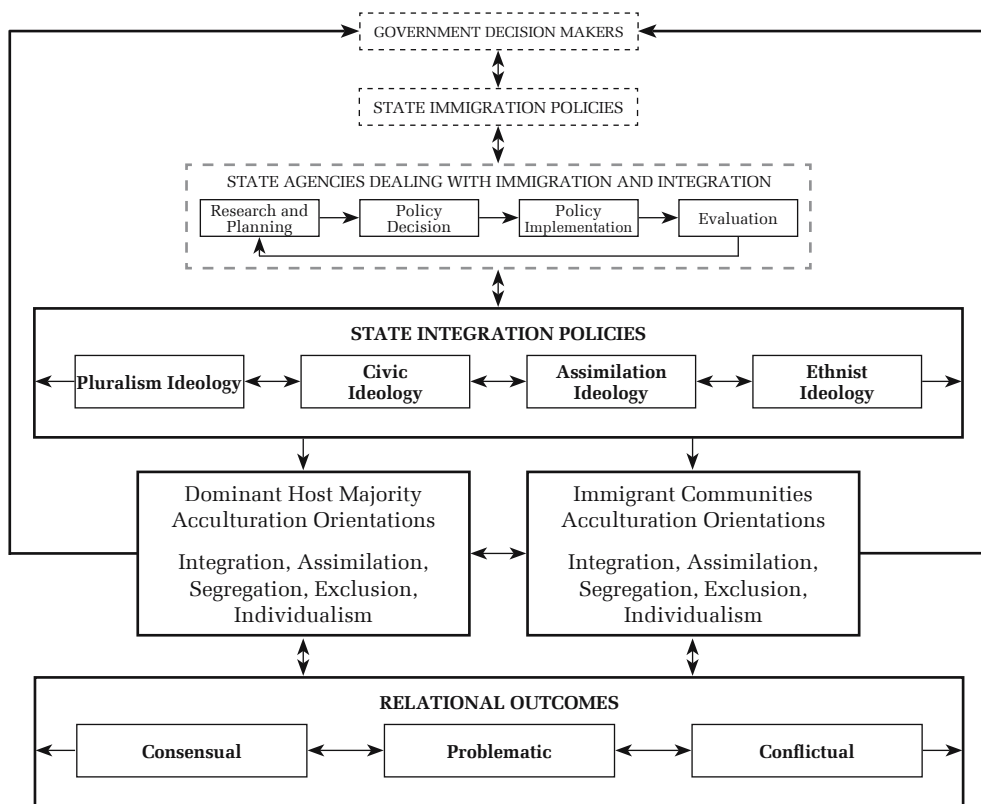 GOVERNMENT DECISION MAKERS
STATE IMMIGRATION POLICIES
STATE AGENCIES DEALING WITH IMMIGRATION AND INTEGRATION
Research and
Planning
Policy
Decision
Policy
Implementation
Evaluation
STATE INTEGRATION POLICIES
Pluralism Ideology
Civic
Ideology
Assimilation
Ideology
Ethnist
Ideology
Dominant Host Majority
Acculturation Orientations
Integration, Assimilation,
Segregation, Exclusion,
Individualism
Immigrant Communities
Acculturation Orientations
Integration, Assimilation,
Segregation, Exclusion,
Individualism
RELATIONAL OUTCOMES
Consensual
Problematic
Conflictual